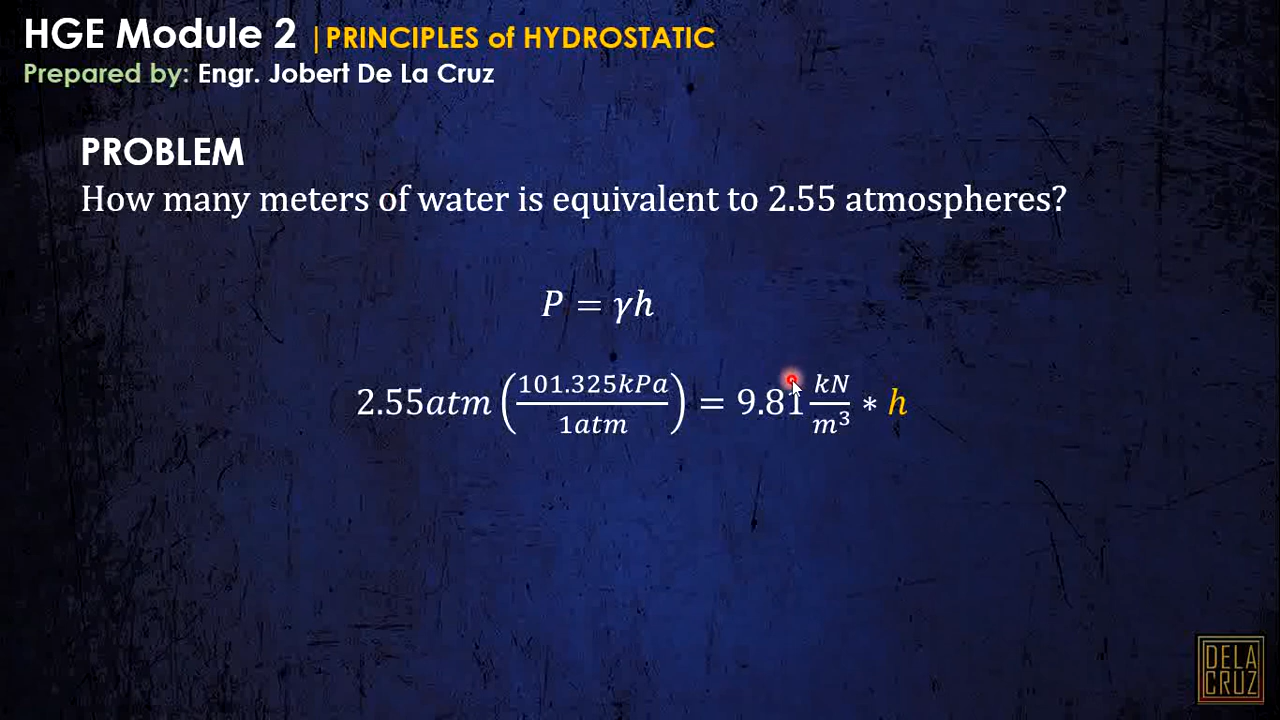 HGE Module 2 | PRINCIPLES of HYDROSTATIC
Prepared by: Engr. Jobert De La Cruz
PROBLEM
How many meters of water is equivalent to 2.55 atmospheres?
P = γh
2.55atm (101.325kPa / 1atm) = 9.81 kN/m³ * h
DELA
CRUZ